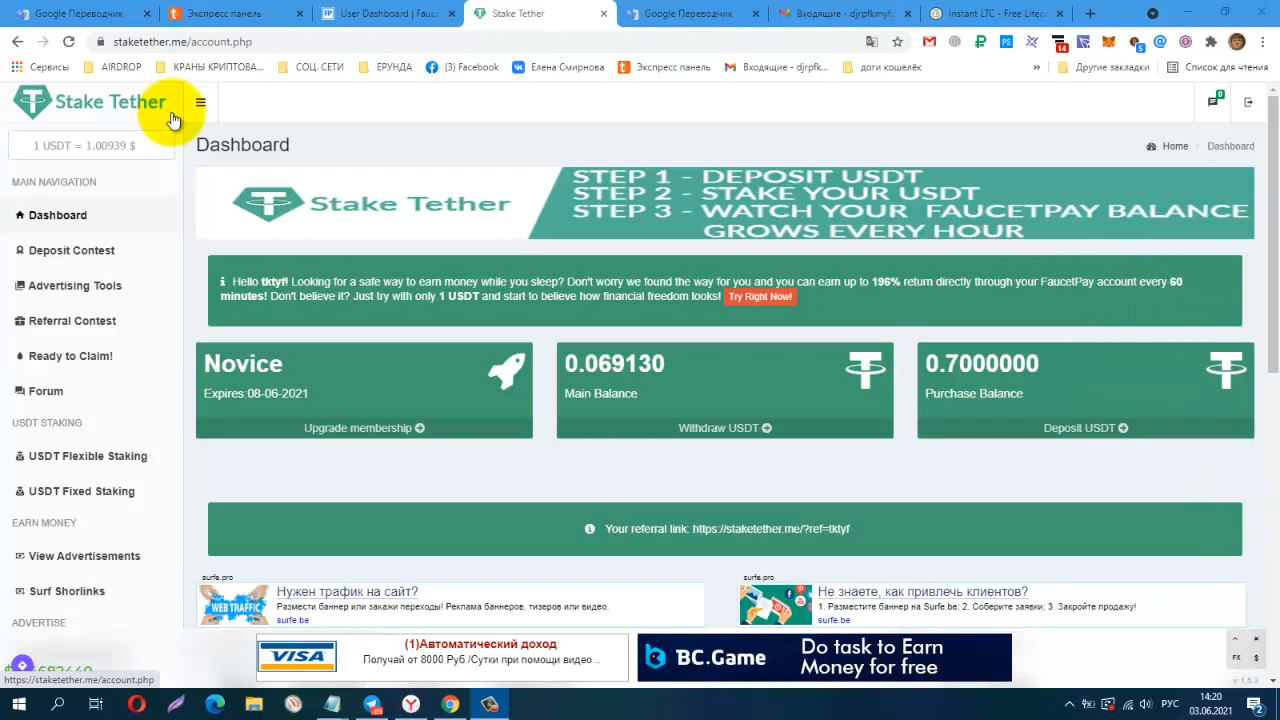 Google Переводчик
Экспресс панель
User Dashboard | Fauce
Stake Tether
Google Переводчик
Входящие - djrpfkmyfz
Instant LTC - Free Litec
staketether.me/account.php
Сервисы
AIRDROP
КРАНЫ КРИПТОВА...
СОЦ. СЕТИ
ЕРУНДА
(3) Facebook
Елена Смирнова
Экспресс панель
Входящие - djrpfk...
доги кошелёк
»
Другие закладки
Список для чтения
Stake Tether
0
1 USDT = 1.00939 $
Dashboard
Home > Dashboard
MAIN NAVIGATION
Dashboard
Deposit Contest
Advertising Tools
Referral Contest
Ready to Claim!
Forum
USDT STAKING
USDT Flexible Staking
USDT Fixed Staking
EARN MONEY
View Advertisements
Surf Shorlinks
ADVERTISE
Stake Tether
STEP 1 - DEPOSIT USDT
STEP 2 - STAKE YOUR USDT
STEP 3 - WATCH YOUR FAUCETPAY BALANCE
GROWS EVERY HOUR
Hello tktyf! Looking for a safe way to earn money while you sleep? Don't worry we found the way for you and you can earn up to 196% return directly through your FaucetPay account every 60
minutes! Don't believe it? Just try with only 1 USDT and start to believe how financial freedom looks! Try Right Now!
Novice
Expires:08-06-2021
Upgrade membership
0.069130
Main Balance
Withdraw USDT
0.7000000
Purchase Balance
Deposit USDT
Your referral link: https://staketether.me/?ref=tktyf
surfe.pro
Нужен трафик на сайт?
Размести баннер или закажи переходы! Реклама баннеров, тизеров или видео.
surfe.be
surfe.pro
Не знаете, как привлечь клиентов?
1. Разместите баннер на Surfe.be; 2. Соберите заявки; 3. Закройте продажу!
surfe.be
VISA
(1)Автоматический доход
Получай от 8000 Руб./Сутки при помощи видео...
BC.Game
Do task to Earn
Money for free
FX $
v 1.5.3
https://staketether.me/account.php
14
5
РУС
14:20
03.06.2021
2